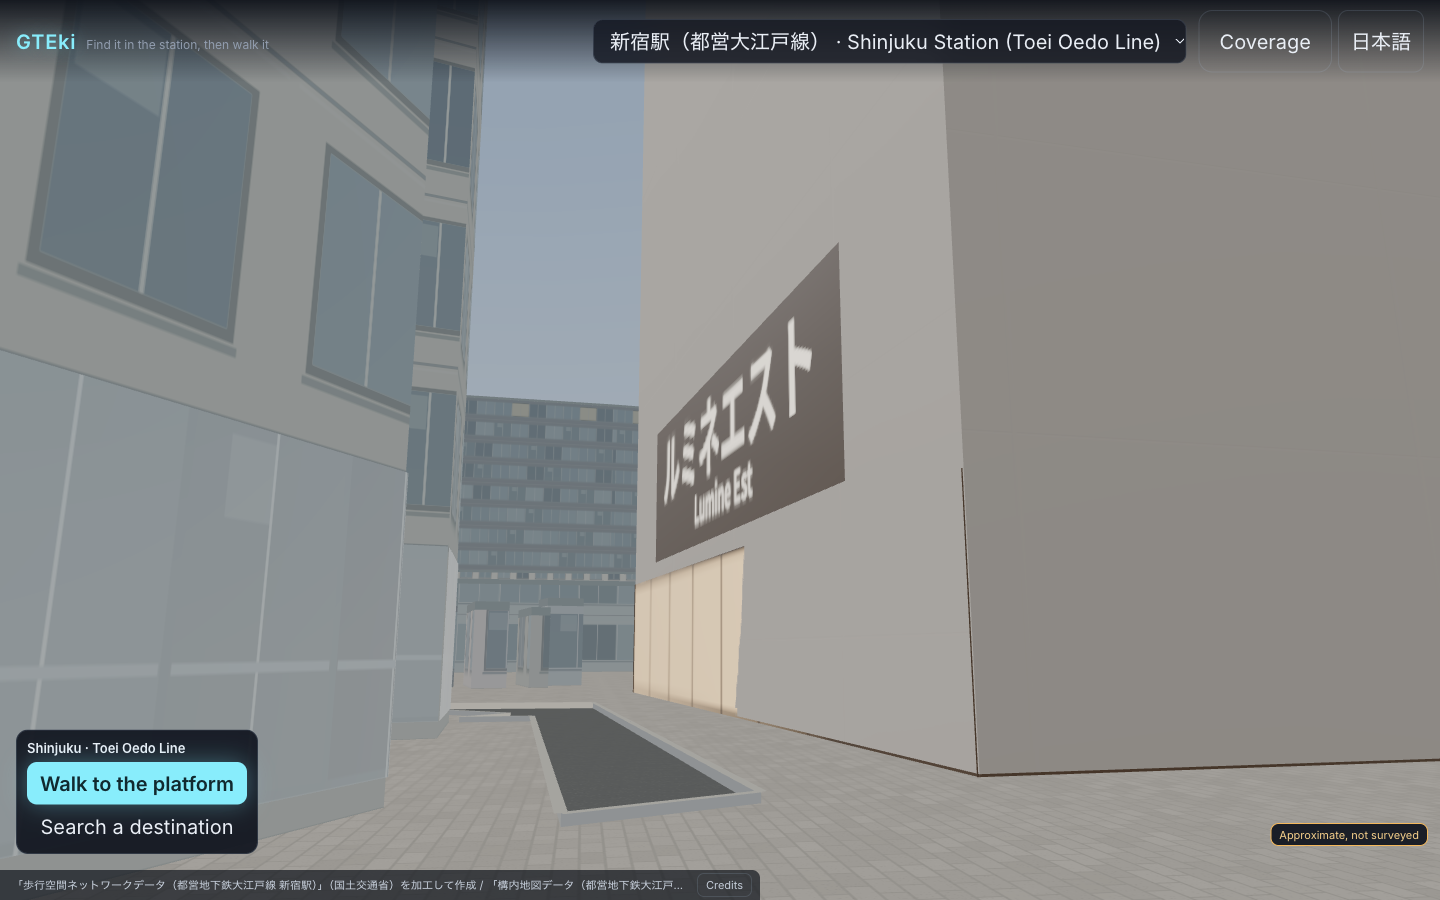 GTEki Find it in the station, then walk it
新宿駅（都営大江戸線） · Shinjuku Station (Toei Oedo Line)
Coverage
日本語
ルミネエスト
Lumine Est
Shinjuku · Toei Oedo Line
Walk to the platform
Search a destination
Approximate, not surveyed
「歩行空間ネットワークデータ（都営地下鉄大江戸線 新宿駅）」（国土交通省）を加工して作成 / 「構内地図データ（都営地下鉄大江戸...
Credits